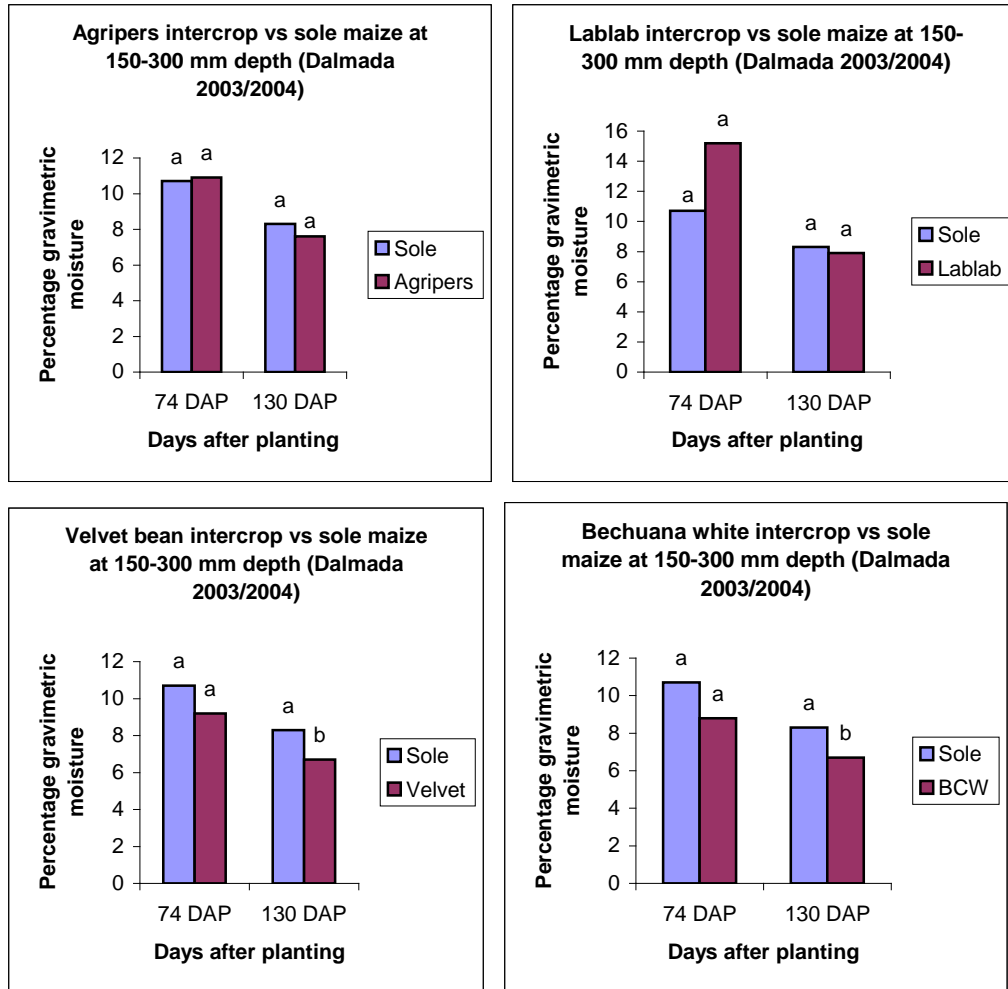 Agripers intercrop vs sole maize at
150-300 mm depth (Dalmada
2003/2004)
Percentage gravimetric
moisture
12
10
8
6
4
2
0
a
a
a
a
74 DAP
130 DAP
Days after planting
Sole
Agripers
Lablab intercrop vs sole maize at 150-
300 mm depth (Dalmada 2003/2004)
Percentage gravimetric
moisture
16
14
12
10
8
6
4
2
0
a
a
a
a
74 DAP
130 DAP
Days after planting
Sole
Lablab
Velvet bean intercrop vs sole maize
at 150-300 mm depth (Dalmada
2003/2004)
Percentage gravimetric
moisture
12
10
8
6
4
2
0
a
a
a
b
74 DAP
130 DAP
Days after planting
Sole
Velvet
Bechuana white intercrop vs sole
maize at 150-300 mm depth (Dalmada
2003/2004)
Percentage gravimetric
moisture
12
10
8
6
4
2
0
a
a
a
b
74 DAP
130 DAP
Days after planting
Sole
BCW